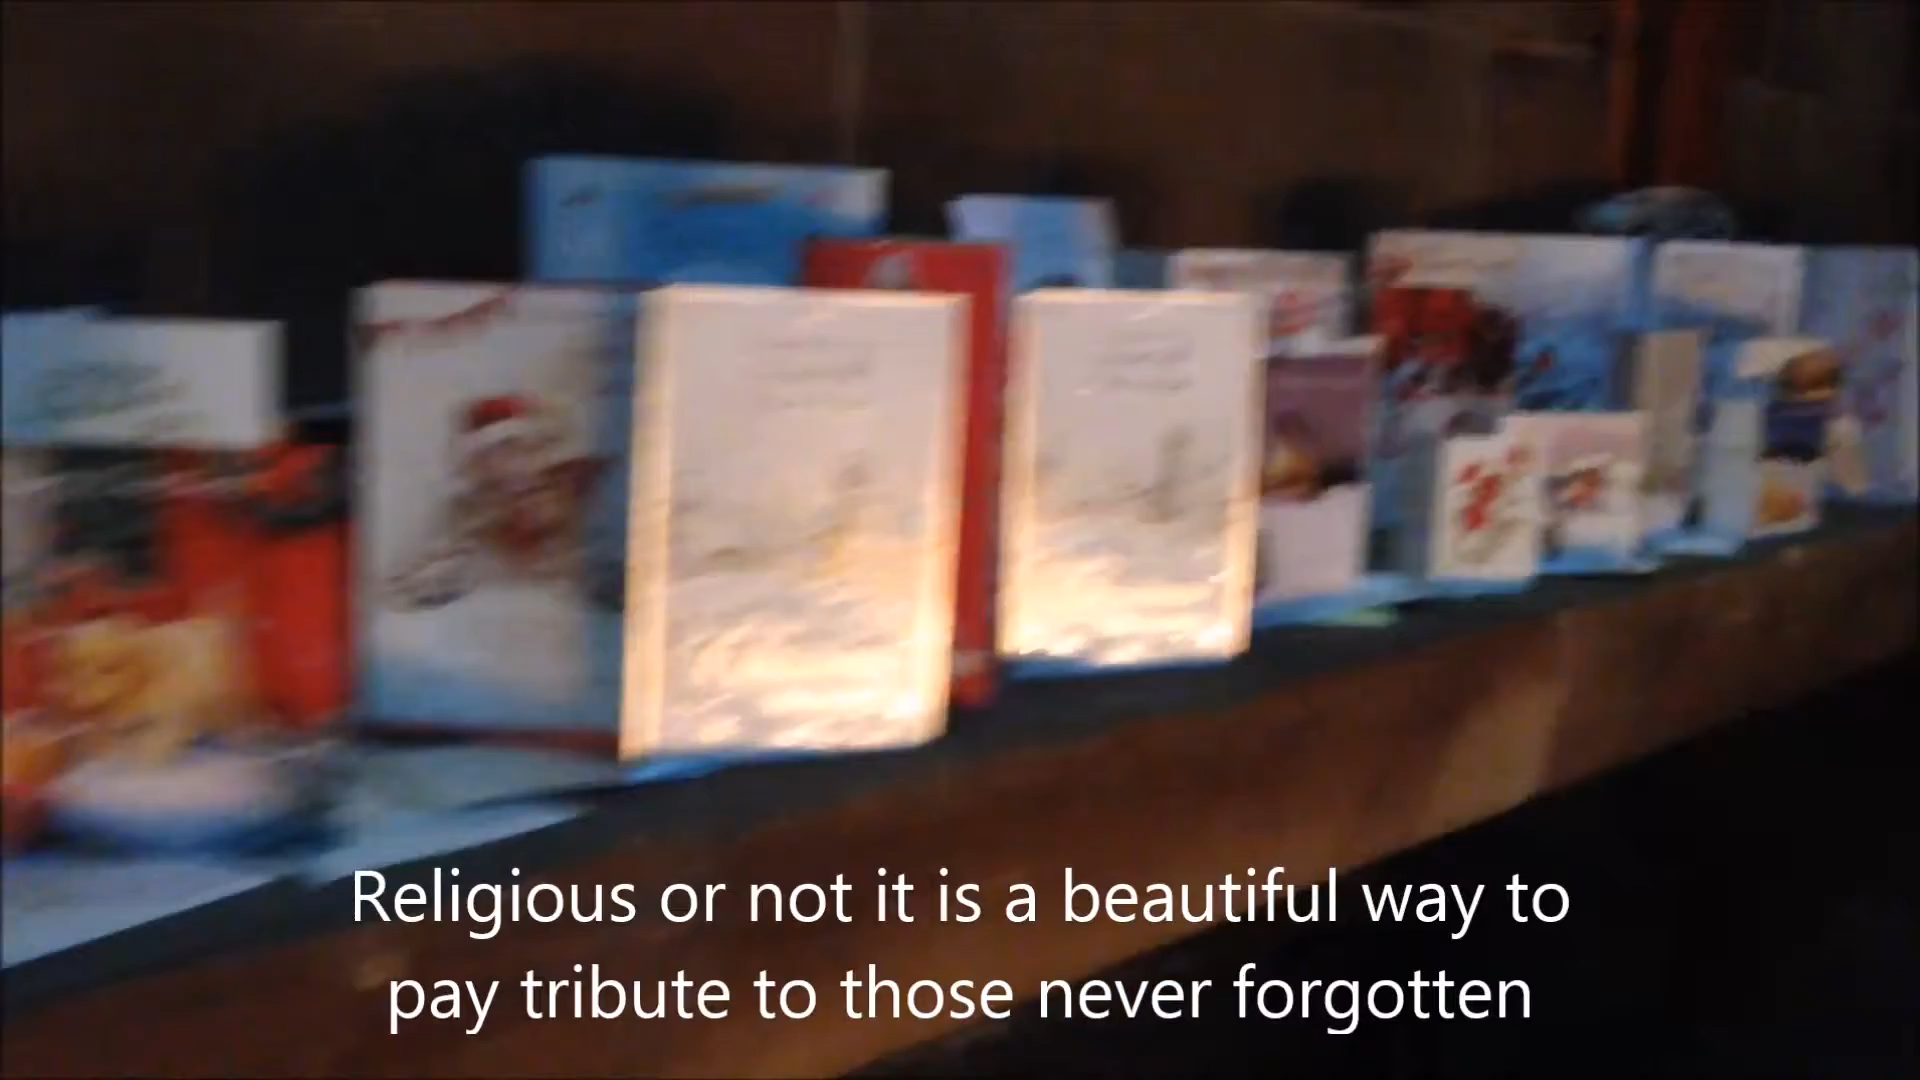 Religious or not it is a beautiful way to
pay tribute to those never forgotten